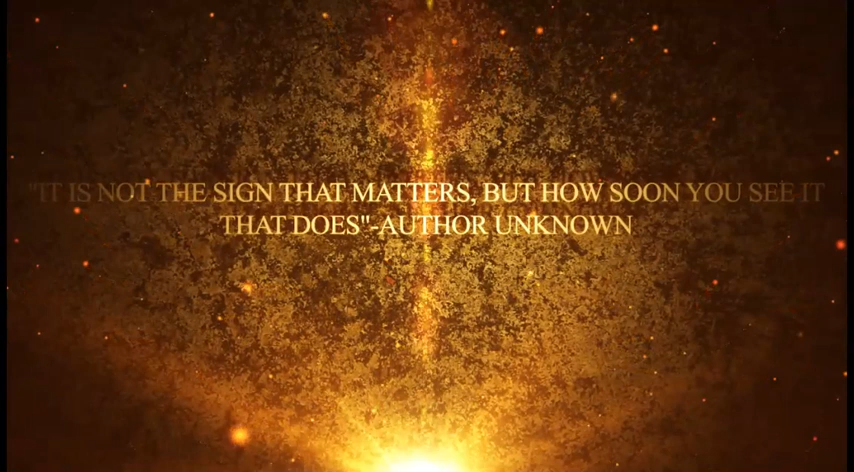 "IT IS NOT THE SIGN THAT MATTERS, BUT HOW SOON YOU SEE IT
THAT DOES"-AUTHOR UNKNOWN